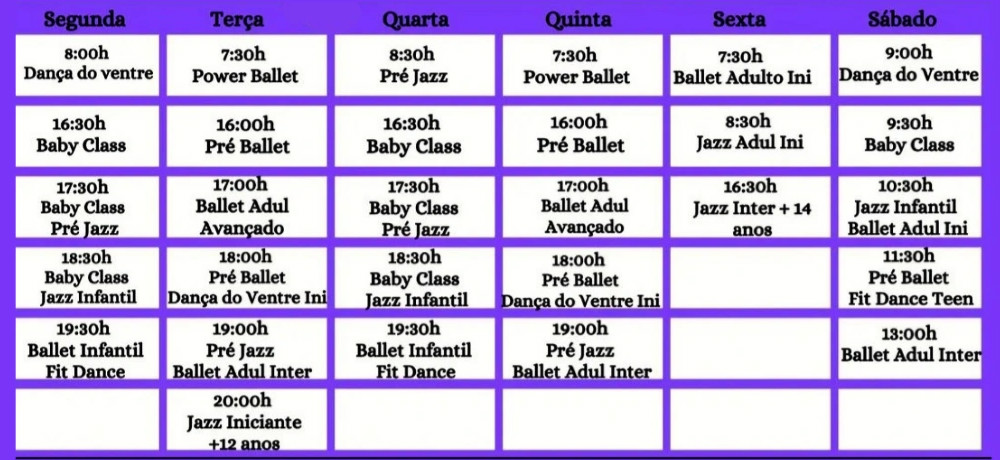 Segunda Terça Quarta Quinta Sexta Sábado
8:00h
Dança do ventre
7:30h
Power Ballet
8:30h
Pré Jazz
7:30h
Power Ballet
7:30h
Ballet Adulto Ini
9:00h
Dança do Ventre
16:30h
Baby Class
16:00h
Pré Ballet
16:30h
Baby Class
16:00h
Pré Ballet
8:30h
Jazz Adul Ini
9:30h
Baby Class
17:30h
Baby Class
Pré Jazz
17:00h
Ballet Adul
Avançado
17:30h
Baby Class
Pré Jazz
17:00h
Ballet Adul
Avançado
16:30h
Jazz Inter + 14
anos
10:30h
Jazz Infantil
Ballet Adul Ini
18:30h
Baby Class
Jazz Infantil
18:00h
Pré Ballet
Dança do Ventre Ini
18:30h
Baby Class
Jazz Infantil
18:00h
Pré Ballet
Dança do Ventre Ini
11:30h
Pré Ballet
Fit Dance Teen
19:30h
Ballet Infantil
Fit Dance
19:00h
Pré Jazz
Ballet Adul Inter
19:30h
Ballet Infantil
Fit Dance
19:00h
Pré Jazz
Ballet Adul Inter
13:00h
Ballet Adul Inter
20:00h
Jazz Iniciante
+12 anos